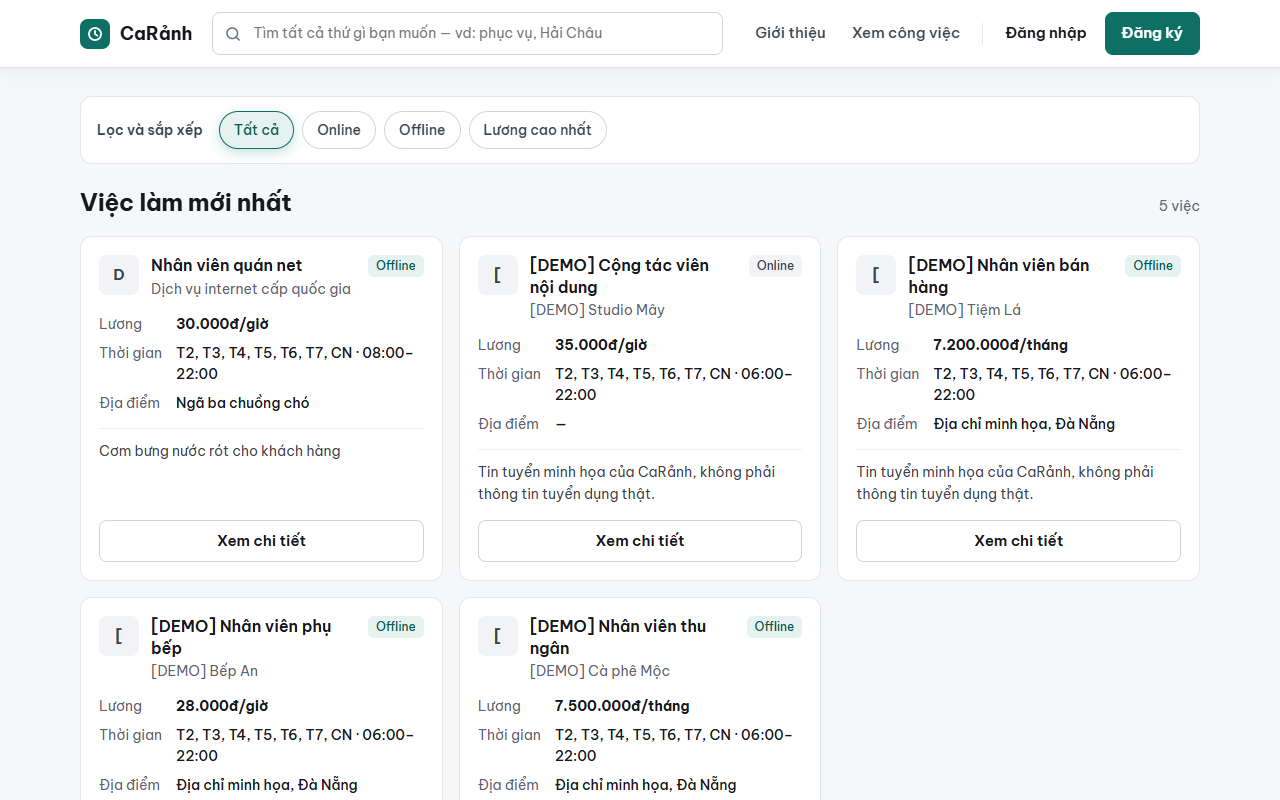 CaRảnh
Tìm tất cả thứ gì bạn muốn — vd: phục vụ, Hải Châu
Giới thiệu
Xem công việc
Đăng nhập
Đăng ký
Lọc và sắp xếp
Tất cả
Online
Offline
Lương cao nhất
Việc làm mới nhất
5 việc
D
Nhân viên quán net
Offline
Dịch vụ internet cấp quốc gia
Lương 30.000đ/giờ
Thời gian T2, T3, T4, T5, T6, T7, CN · 08:00–
22:00
Địa điểm Ngã ba chuồng chó
Cơm bưng nước rót cho khách hàng
Xem chi tiết
[
[DEMO] Cộng tác viên
nội dung
Online
[DEMO] Studio Mây
Lương 35.000đ/giờ
Thời gian T2, T3, T4, T5, T6, T7, CN · 06:00–
22:00
Địa điểm —
Tin tuyển minh họa của CaRảnh, không phải
thông tin tuyển dụng thật.
Xem chi tiết
[
[DEMO] Nhân viên bán
hàng
Offline
[DEMO] Tiệm Lá
Lương 7.200.000đ/tháng
Thời gian T2, T3, T4, T5, T6, T7, CN · 06:00–
22:00
Địa điểm Địa chỉ minh họa, Đà Nẵng
Tin tuyển minh họa của CaRảnh, không phải
thông tin tuyển dụng thật.
Xem chi tiết
[
[DEMO] Nhân viên phụ
bếp
Offline
[DEMO] Bếp An
Lương 28.000đ/giờ
Thời gian T2, T3, T4, T5, T6, T7, CN · 06:00–
22:00
Địa điểm Địa chỉ minh họa, Đà Nẵng
[
[DEMO] Nhân viên thu
ngân
Offline
[DEMO] Cà phê Mộc
Lương 7.500.000đ/tháng
Thời gian T2, T3, T4, T5, T6, T7, CN · 06:00–
22:00
Địa điểm Địa chỉ minh họa, Đà Nẵng